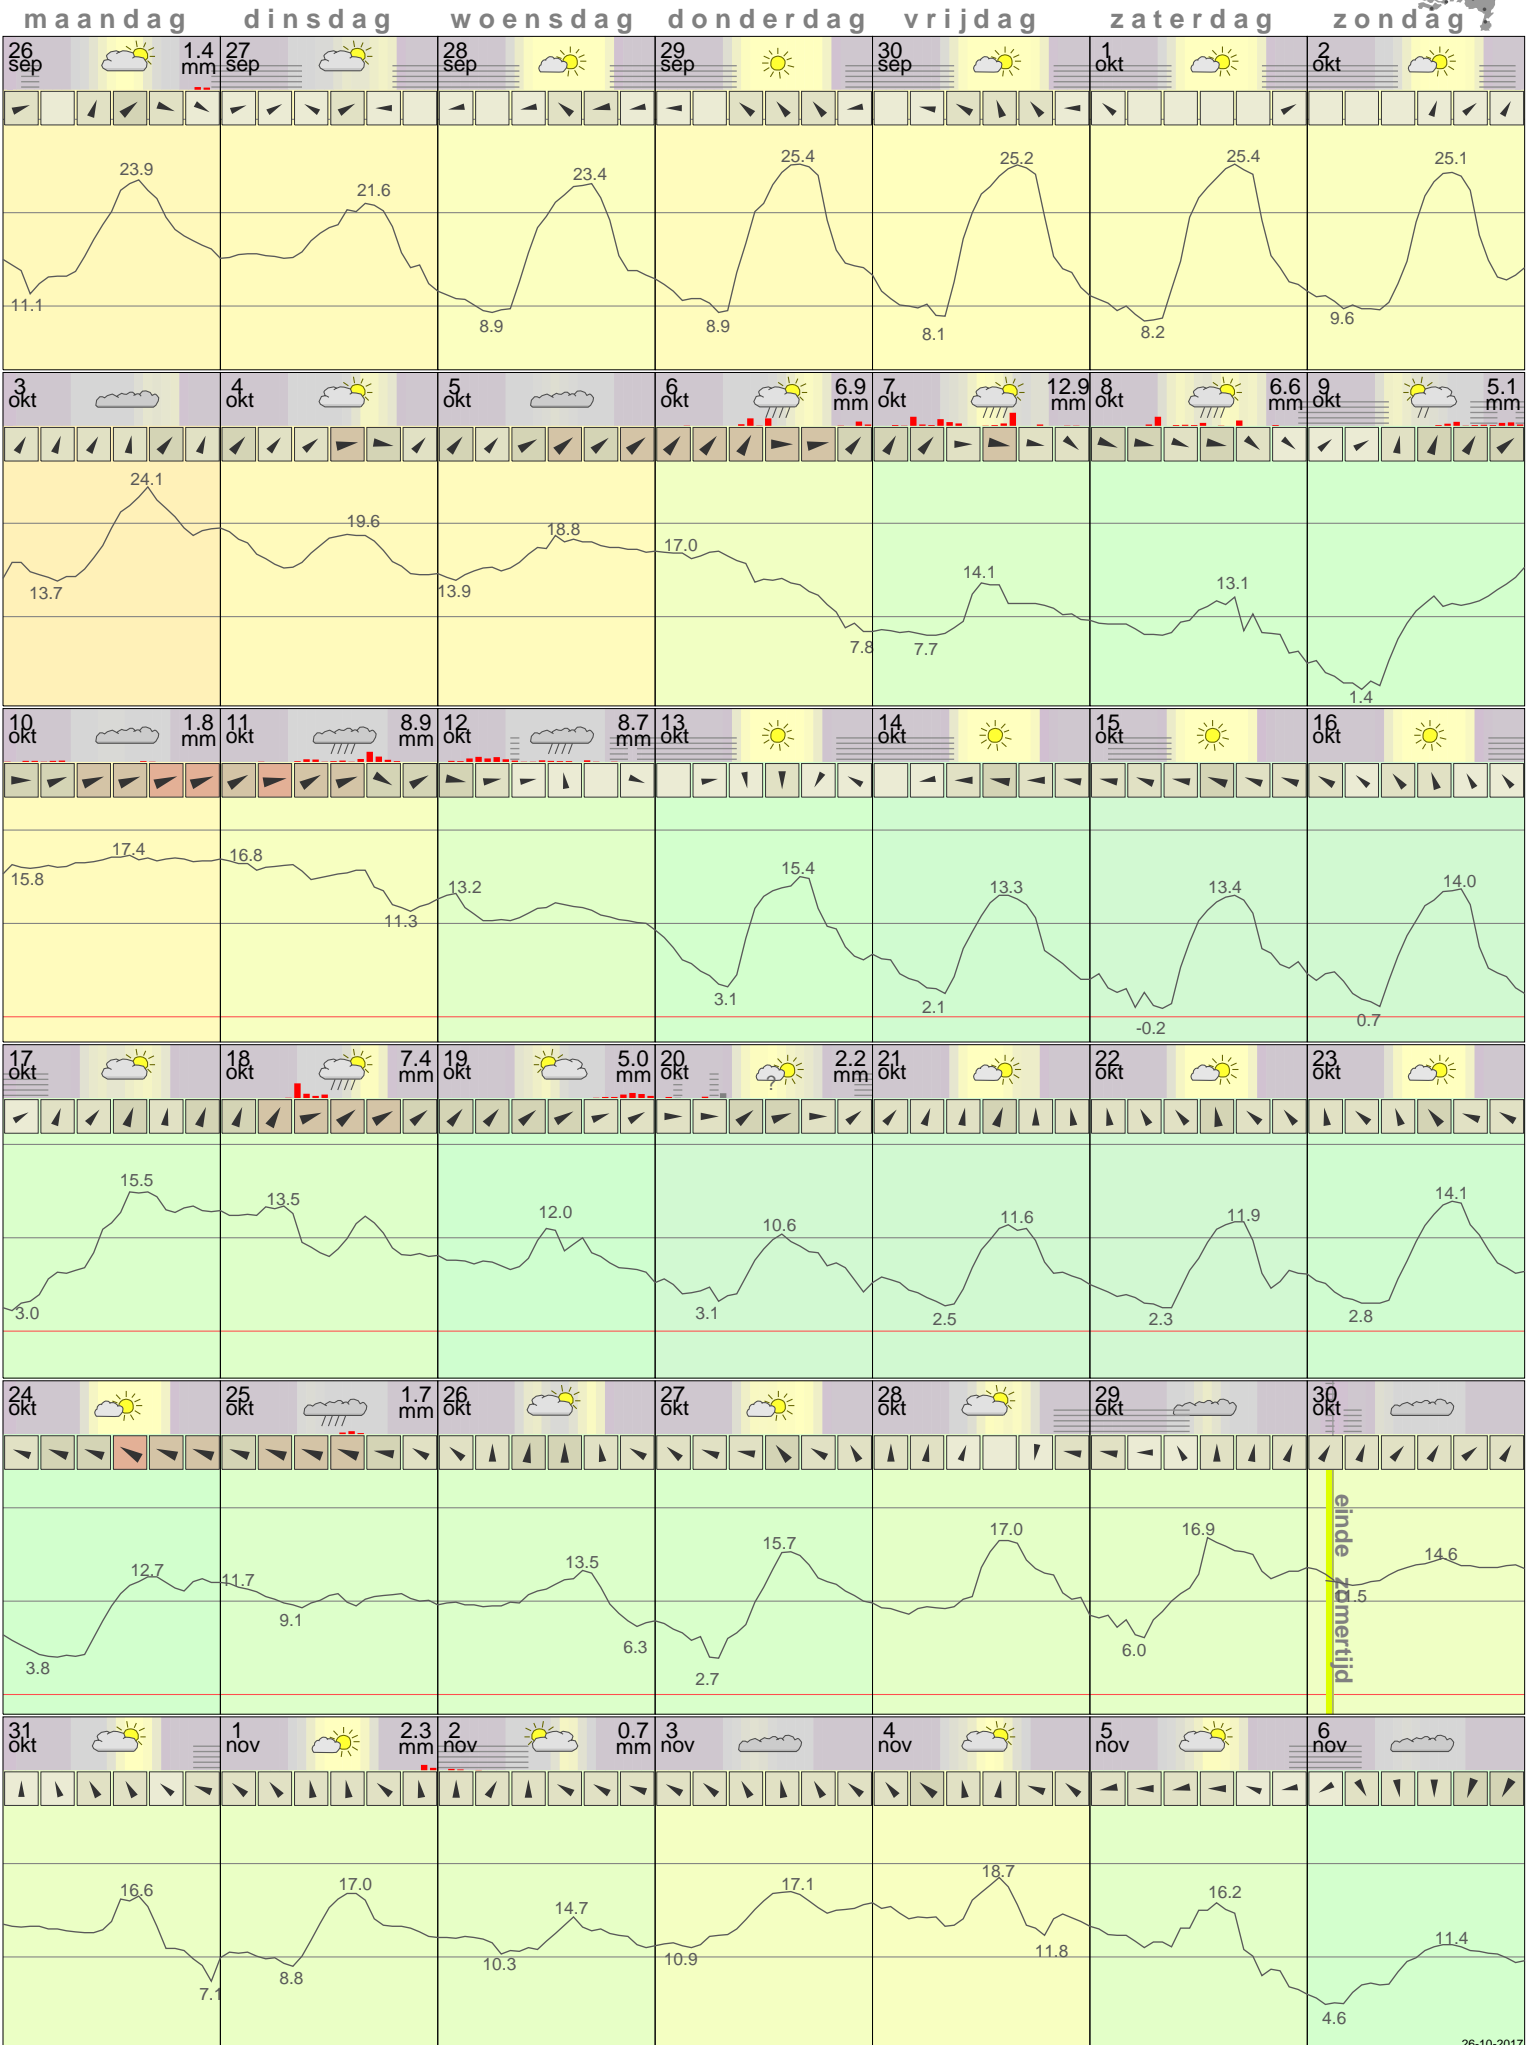 maandag dinsdag woensdag donderdag vrijdag zaterdag zondag
26 sep 1.4 mm 27 sep 28 sep 29 sep 30 sep 1 okt 2 okt
23.9 21.6 23.4 25.4 25.2 25.4 25.1
11.1 8.9 8.9 8.1 8.2 9.6
3 okt 4 okt 5 okt 6 okt 6.9 mm 7 okt 12.9 mm 8 okt 6.6 mm 9 okt 5.1 mm
24.1 19.6 18.8 17.0 14.1 13.1
13.7 13.9 7.8 7.7 1.4
10 okt 1.8 mm 11 okt 8.9 mm 12 okt 8.7 mm 13 okt 14 okt 15 okt 16 okt
17.4 16.8 13.2 15.4 13.3 13.4 14.0
15.8 11.3 3.1 2.1 -0.2 0.7
17 okt 18 okt 7.4 mm 19 okt 5.0 mm 20 okt ? 2.2 mm 21 okt 22 okt 23 okt
15.5 13.5 12.0 10.6 11.6 11.9 14.1
3.0 3.1 2.5 2.3 2.8
24 okt 25 okt 1.7 mm 26 okt 27 okt 28 okt 29 okt 30 okt
12.7 11.7 13.5 15.7 17.0 16.9 14.6
3.8 9.1 6.3 2.7 6.0
einde zomertijd
31 okt 1 nov 2.3 mm 2 nov 0.7 mm 3 nov 4 nov 5 nov 6 nov
16.6 17.0 14.7 17.1 18.7 16.2 11.4
7.1 8.8 10.3 10.9 11.8 4.6
26-10-2017